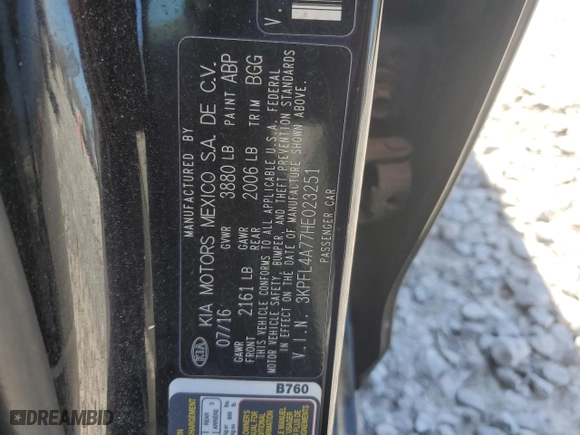 MANUFACTURED BY
KIA KIA MOTORS MEXICO S.A. DE C.V.
07/16 GVWR 3880 LB PAINT ABP
GAWR FRONT 2161 LB GAWR REAR 2006 LB TRIM BGG
THIS VEHICLE CONFORMS TO ALL APPLICABLE U.S.A. FEDERAL
MOTOR VEHICLE SAFETY, BUMPER, AND THEFT PREVENTION STANDARDS
IN EFFECT ON THE DATE OF MANUFACTURE SHOWN ABOVE.
V.I.N. 3KPFL4A77HE023251
PASSENGER CAR
V.
B760
DREAMBID